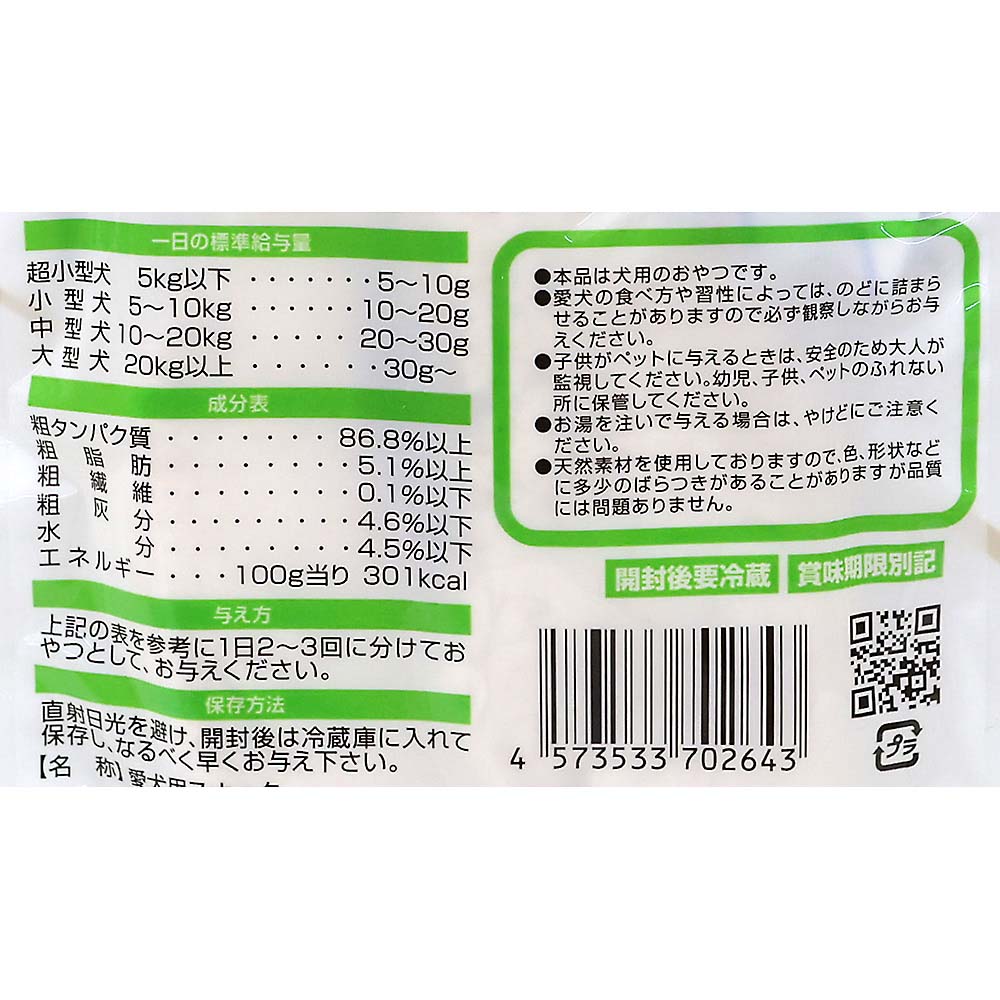 一日の標準給与量
超小型犬 5kg以下 ・・・・・・ 5〜10g
小型犬 5〜10kg ・・・・・・ 10〜20g
中型犬 10〜20kg ・・・・・・ 20〜30g
大型犬 20kg以上 ・・・・・・ 30g〜
成分表
粗タンパク質 ・・・・・・・ 86.8%以上
粗脂肪 ・・・・・・・・ 5.1%以上
粗繊維 ・・・・・・・・ 0.1%以下
粗灰分 ・・・・・・・・ 4.6%以下
水分 ・・・・・・・・ 4.5%以下
エネルギー ・・・100g当り 301kcal
与え方
上記の表を参考に1日2〜3回に分けてお
やつとして、お与えください。
保存方法
直射日光を避け、開封後は冷蔵庫に入れて
保存し、なるべく早くお与え下さい。
【名 称】愛犬用
●本品は犬用のおやつです。
●愛犬の食べ方や習性によっては、のどに詰まら
せることがありますので必ず観察しながらお与
えください。
●子供がペットに与えるときは、安全のため大人が
監視してください。幼児、子供、ペットのふれない
所に保管してください。
●お湯を注いで与える場合は、やけどにご注意く
ださい。
●天然素材を使用しておりますので、色、形状など
に多少のばらつきがあることがありますが品質
には問題ありません。
開封後要冷蔵 賞味期限別記
4 573533 702643
プラ